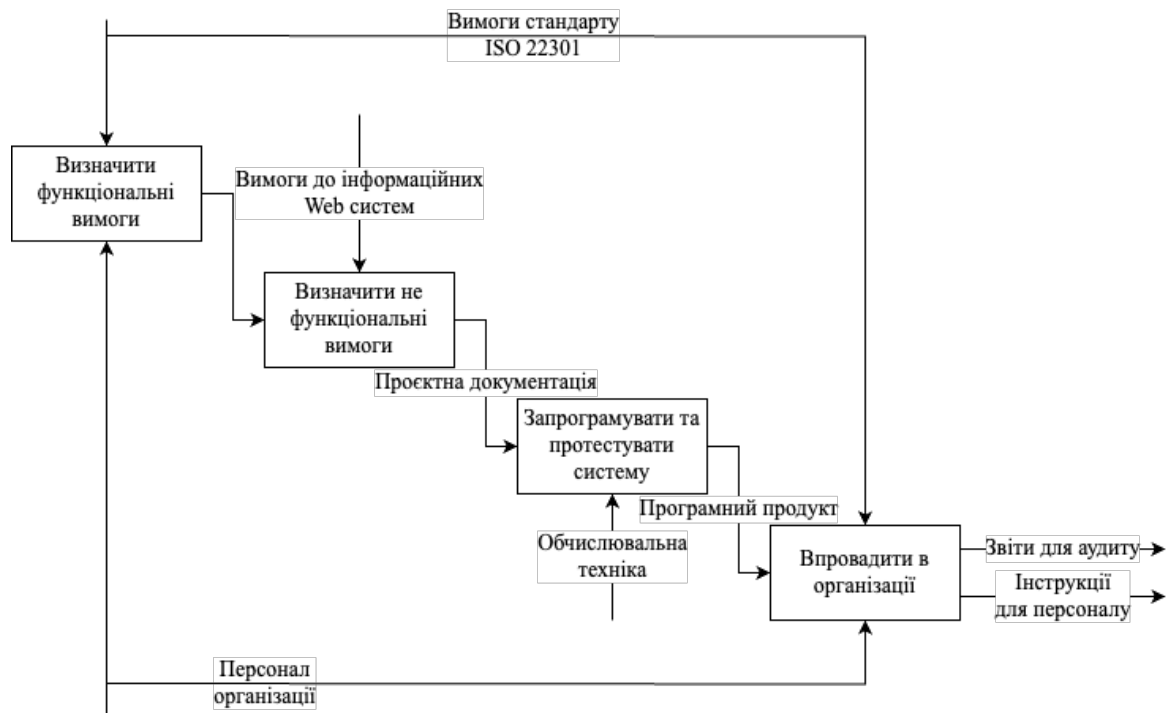 Вимоги стандарту
ISO 22301
Визначити
функціональні
вимоги
Вимоги до інформаційних
Web систем
Визначити не
функціональні
вимоги
Проєктна документація
Запрограмувати та
протестувати
систему
Програмний продукт
Обчислювальна
техніка
Впровадити в
організації
Звіти для аудиту
Інструкції
для персоналу
Персонал
організації